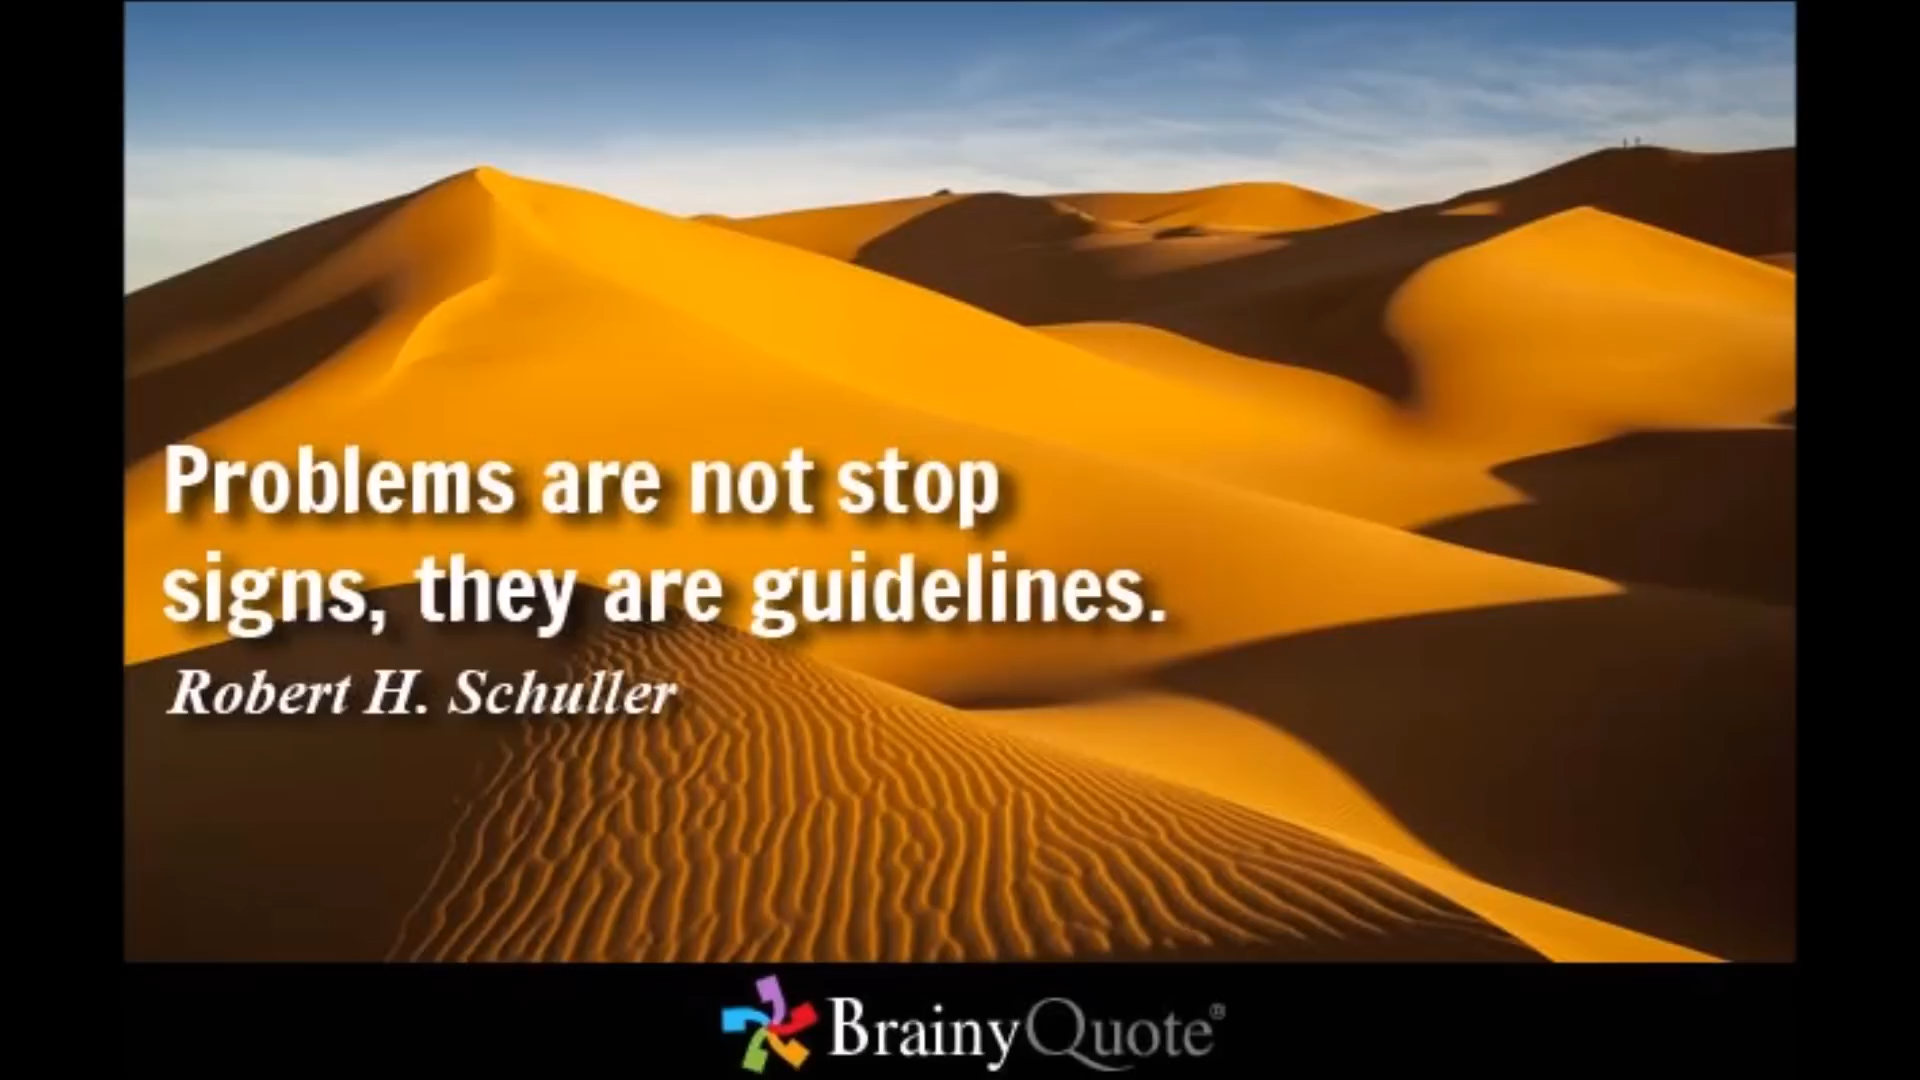 Problems are not stop
signs, they are guidelines.
Robert H. Schuller
BrainyQuote®